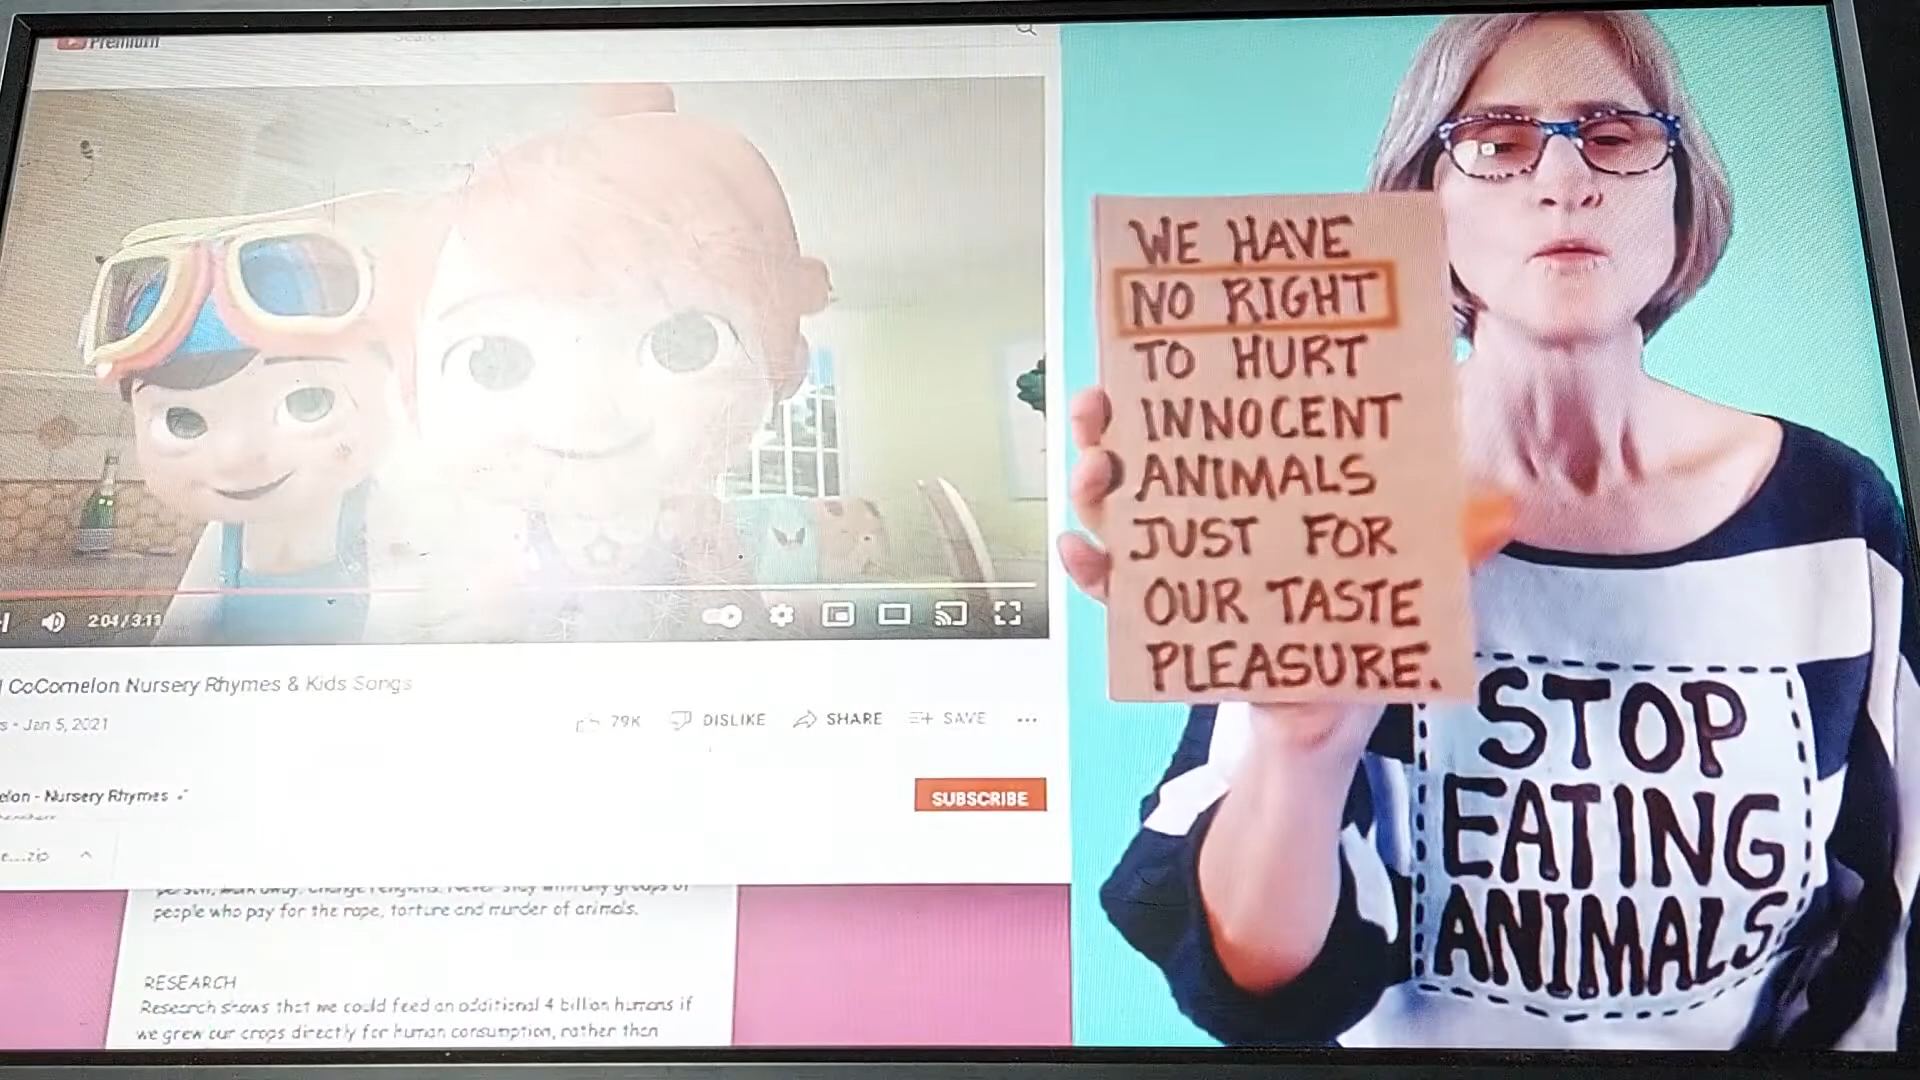 Premium
Search
2:04 / 3:11
CoComelon Nursery Rhymes & Kids Songs
s • Jan 5, 2021
79K
DISLIKE
SHARE
SAVE
elon - Nursery Rhymes
SUBSCRIBE
e....zip
people who pay for the rape, torture and murder of animals.
RESEARCH
Research shows that we could feed an additional 4 billion humans if
we grew our crops directly for human consumption, rather than
WE HAVE
NO RIGHT
TO HURT
INNOCENT
ANIMALS
JUST FOR
OUR TASTE
PLEASURE.
STOP
EATING
ANIMALS